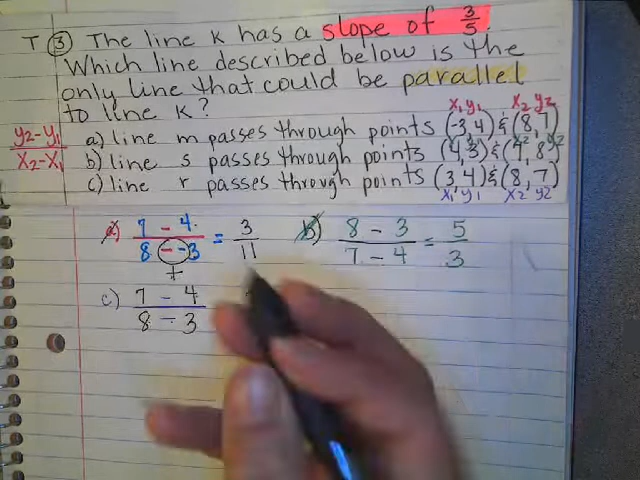 T ③ The line K has a slope of 3/5.
Which line described below is the
only line that could be parallel
to line K?
x₁ y₁ x₂ y₂
y2-y1
x2-x1
a) line m passes through points (-3,4) & (8,7)
b) line s passes through points (4,3) & (7,8)
c) line r passes through points (3,4) & (8,7)
x₁ y₁ x2 y2
a) 7 - 4 / 8 - -3 = 3/11
b) 8 - 3 / 7 - 4 = 5/3
+
c) 7 - 4 / 8 - 3